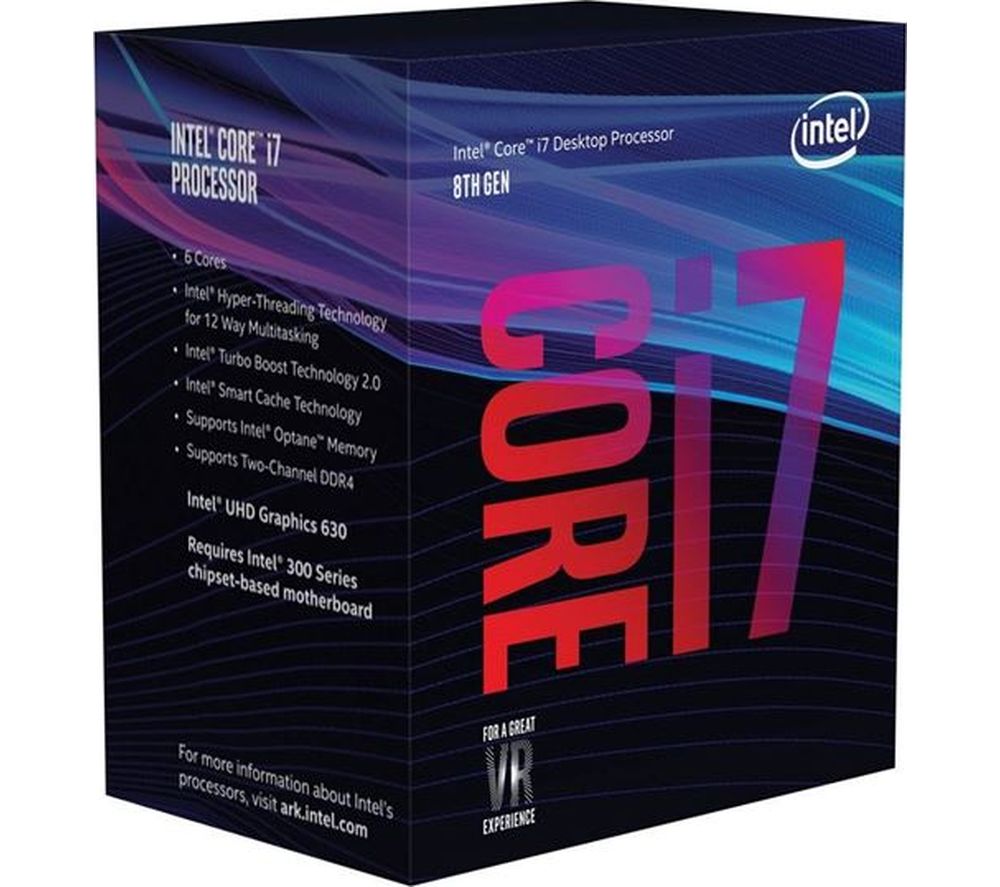 INTEL® CORE™ i7
PROCESSOR
• 6 Cores
• Intel® Hyper-Threading Technology
for 12 Way Multitasking
• Intel® Turbo Boost Technology 2.0
• Intel® Smart Cache Technology
• Supports Intel® Optane™ Memory
• Supports Two-Channel DDR4
Intel® UHD Graphics 630
Requires Intel® 300 Series
chipset-based motherboard
For more information about Intel's
processors, visit ark.intel.com
Intel® Core™ i7 Desktop Processor
8TH GEN
intel
CORE
i7
FOR A GREAT
VR
EXPERIENCE